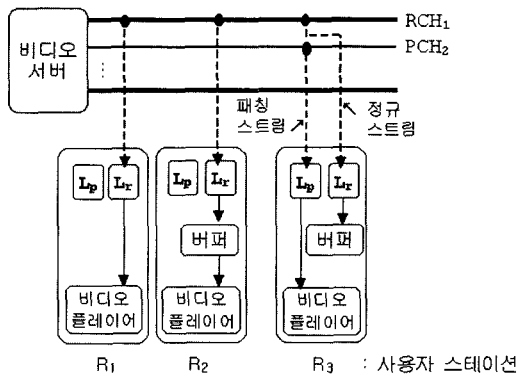 RCH₁
PCH₂
비디오
서버
패칭
스트림
정규
스트림
Lp Lr
Lp Lr
Lp Lr
버퍼
버퍼
비디오
플레이어
비디오
플레이어
비디오
플레이어
R₁ R₂ R₃ : 사용자 스테이션